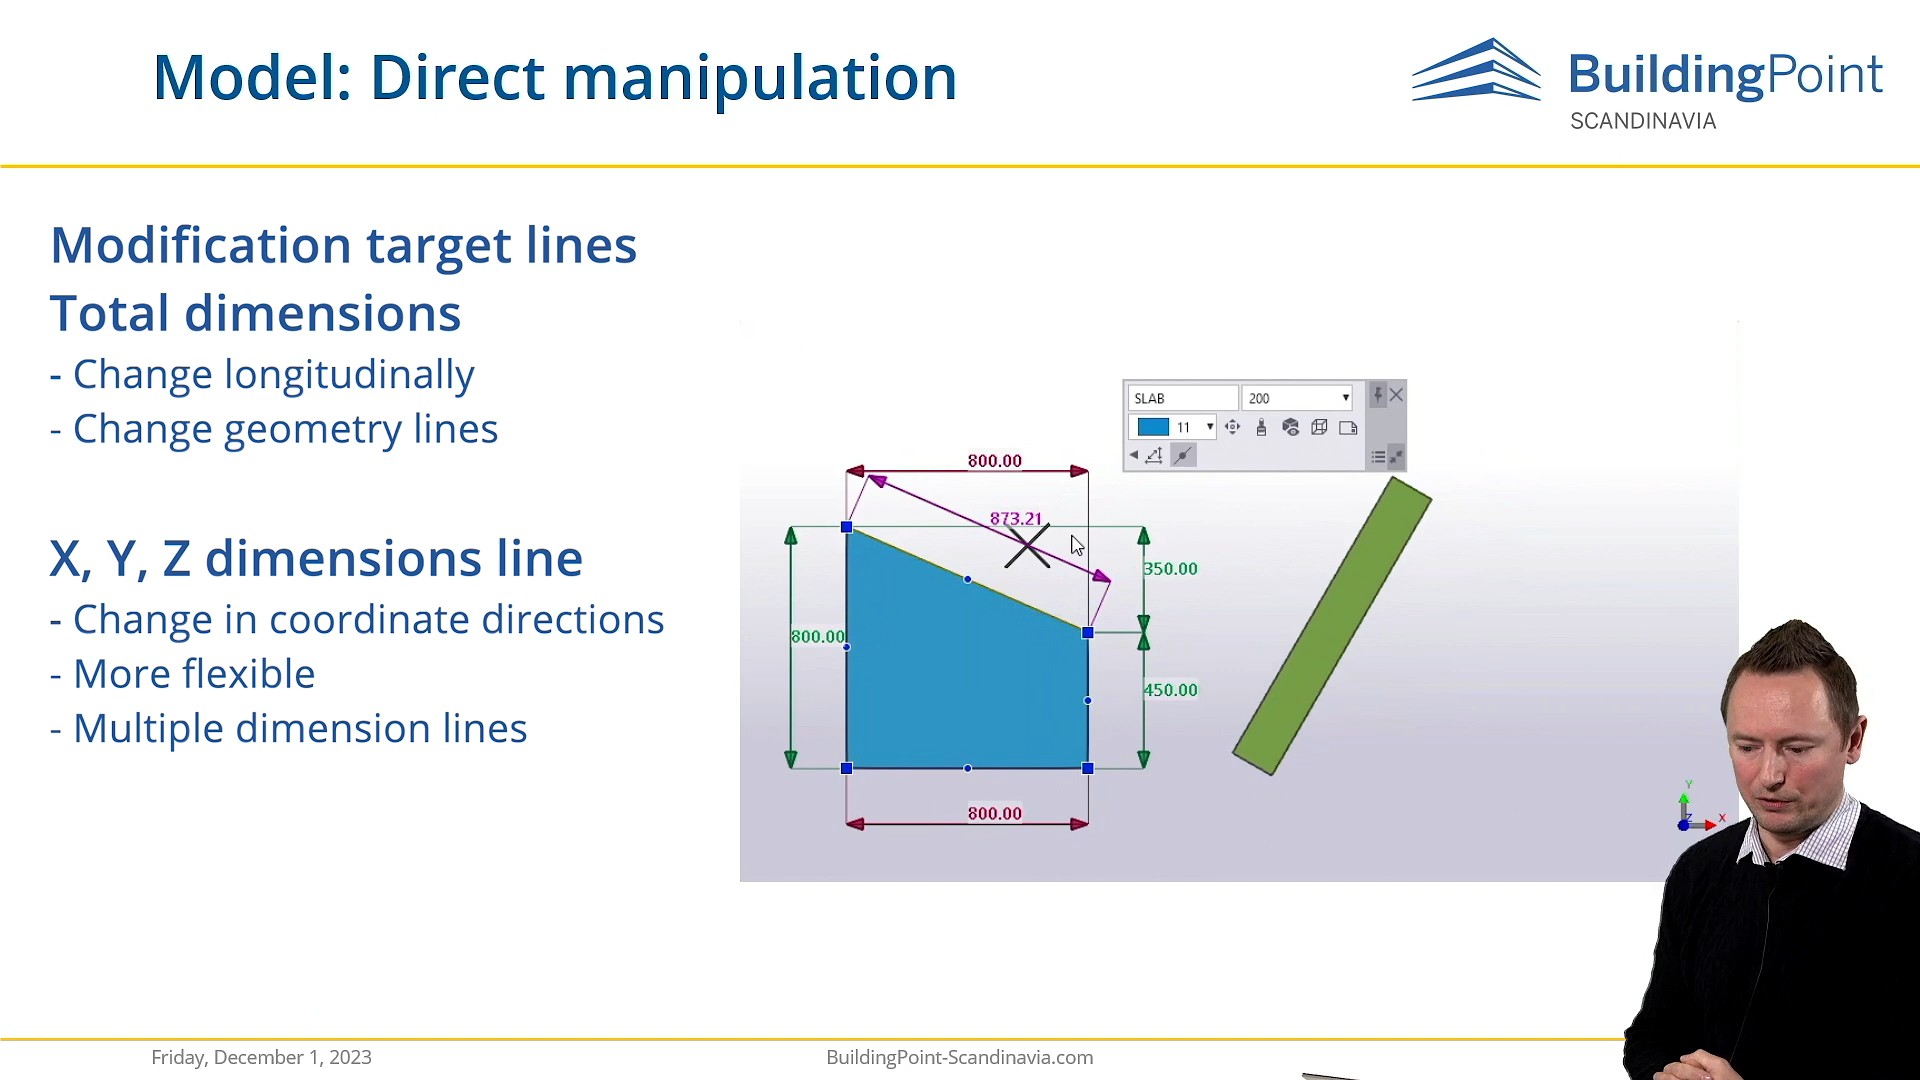 Model: Direct manipulation
BuildingPoint
SCANDINAVIA
Modification target lines
Total dimensions
- Change longitudinally
- Change geometry lines
X, Y, Z dimensions line
- Change in coordinate directions
- More flexible
- Multiple dimension lines
SLAB 200
11
800.00
873.21
350.00
800.00
450.00
800.00
Y
Z X
Friday, December 1, 2023
BuildingPoint-Scandinavia.com